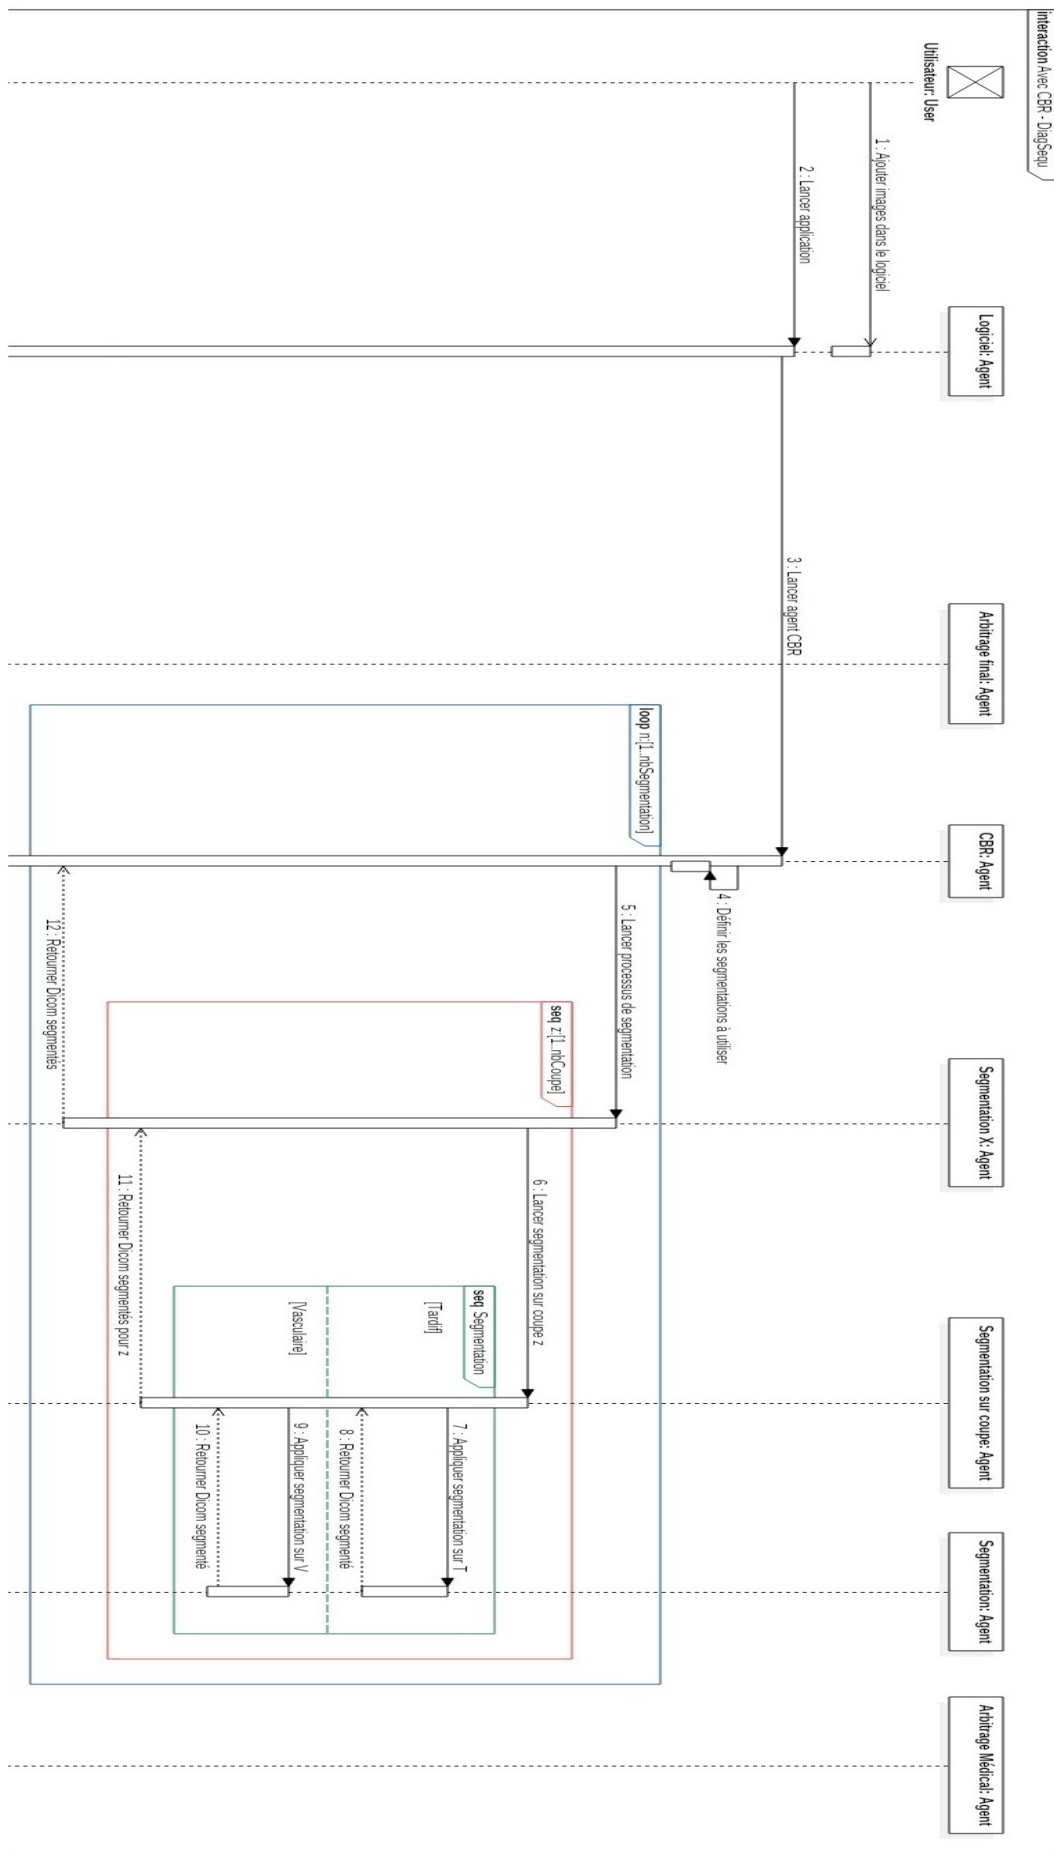 interaction Avec CBR - DiagSequ
Utilisateur: User
Logiciel: Agent
Arbitrage final: Agent
CBR: Agent
Segmentation X: Agent
Segmentation sur coupe: Agent
Segmentation: Agent
Arbitrage Médical: Agent
1 : Ajouter images dans le logiciel
2 : Lancer application
3 : Lancer agent CBR
4 : Définir les segmentations à utiliser
loop n:[1..nbSegmentation]
5 : Lancer processus de segmentation
seq z:[1..nbCoupe]
6 : Lancer segmentation sur coupe z
seq Segmentation
[Tardif]
7 : Appliquer segmentation sur T
8 : Retourner Dicom segmenté
[Vasculaire]
9 : Appliquer segmentation sur V
10 : Retourner Dicom segmenté
11 : Retourner Dicom segmentés pour z
12 : Retourner Dicom segmentés